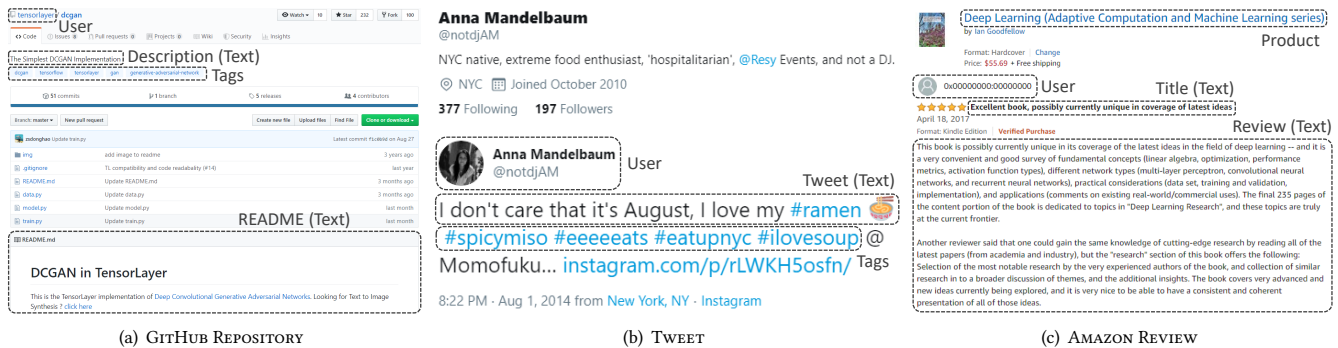 tensorlayer / dcgan
Watch 10 Star 232 Fork 100
User
Code Issues 8 Pull requests 0 Projects 0 Wiki Security Insights
Description (Text)
The Simplest DCGAN Implementation
dcgan tensorflow tensorlayer gan generative-adversarial-network
Tags
51 commits 1 branch 5 releases 4 contributors
Branch: master New pull request Create new file Upload files Find File Clone or download
zsdonghao Update train.py Latest commit on Aug 27
img add image to readme 3 years ago
.gitignore TL compatibility and code readability (#14) last year
README.md Update README.md 3 months ago
data.py Update data.py 3 months ago
model.py Update model.py last month
train.py Update train.py last month
README (Text)
README.md
DCGAN in TensorLayer
This is the TensorLayer implementation of Deep Convolutional Generative Adversarial Networks. Looking for Text to Image
Synthesis ? click here
(a) GitHub Repository
Anna Mandelbaum
@notdjAM
NYC native, extreme food enthusiast, 'hospitalitarian', @Resy Events, and not a DJ.
NYC Joined October 2010
377 Following 197 Followers
Anna Mandelbaum
@notdjAM
User
Tweet (Text)
I don't care that it's August, I love my #ramen 🍜
#spicymiso #eeeeeats #eatupnyc #ilovesoup @
Momofuku... instagram.com/p/rLWKH5osfn/
Tags
8:22 PM · Aug 1, 2014 from New York, NY · Instagram
(b) Tweet
Deep Learning (Adaptive Computation and Machine Learning series)
by Ian Goodfellow
Product
Format: Hardcover Change
Price: $55.69 + Free shipping
0x00000000:00000000
User
Title (Text)
Excellent book, possibly currently unique in coverage of latest ideas
April 18, 2017
Review (Text)
Format: Kindle Edition Verified Purchase
This book is possibly currently unique in its coverage of the latest ideas in the field of deep learning -- and it is
a very convenient and good survey of fundamental concepts (linear algebra, optimization, performance
metrics, activation function types), different network types (multi-layer perceptron, convolutional neural
networks, and recurrent neural networks), practical considerations (data set, training and validation,
implementation), and applications (comments on existing real-world/commercial uses). The final 235 pages of
the content portion of the book is dedicated to topics in "Deep Learning Research", and these topics are truly
at the current frontier.
Another reviewer said that one could gain the same knowledge of cutting-edge research by reading all of the
latest papers (from academia and industry), but the "research" section of this book offers the following:
Selection of the most notable research by the very experienced authors of the book, and collection of similar
research in to a broader discussion of themes, and the additional insights. The book covers very advanced and
new ideas currently being explored, and it is very nice to be able to have a consistent and coherent
presentation of all of those ideas.
(c) Amazon Review